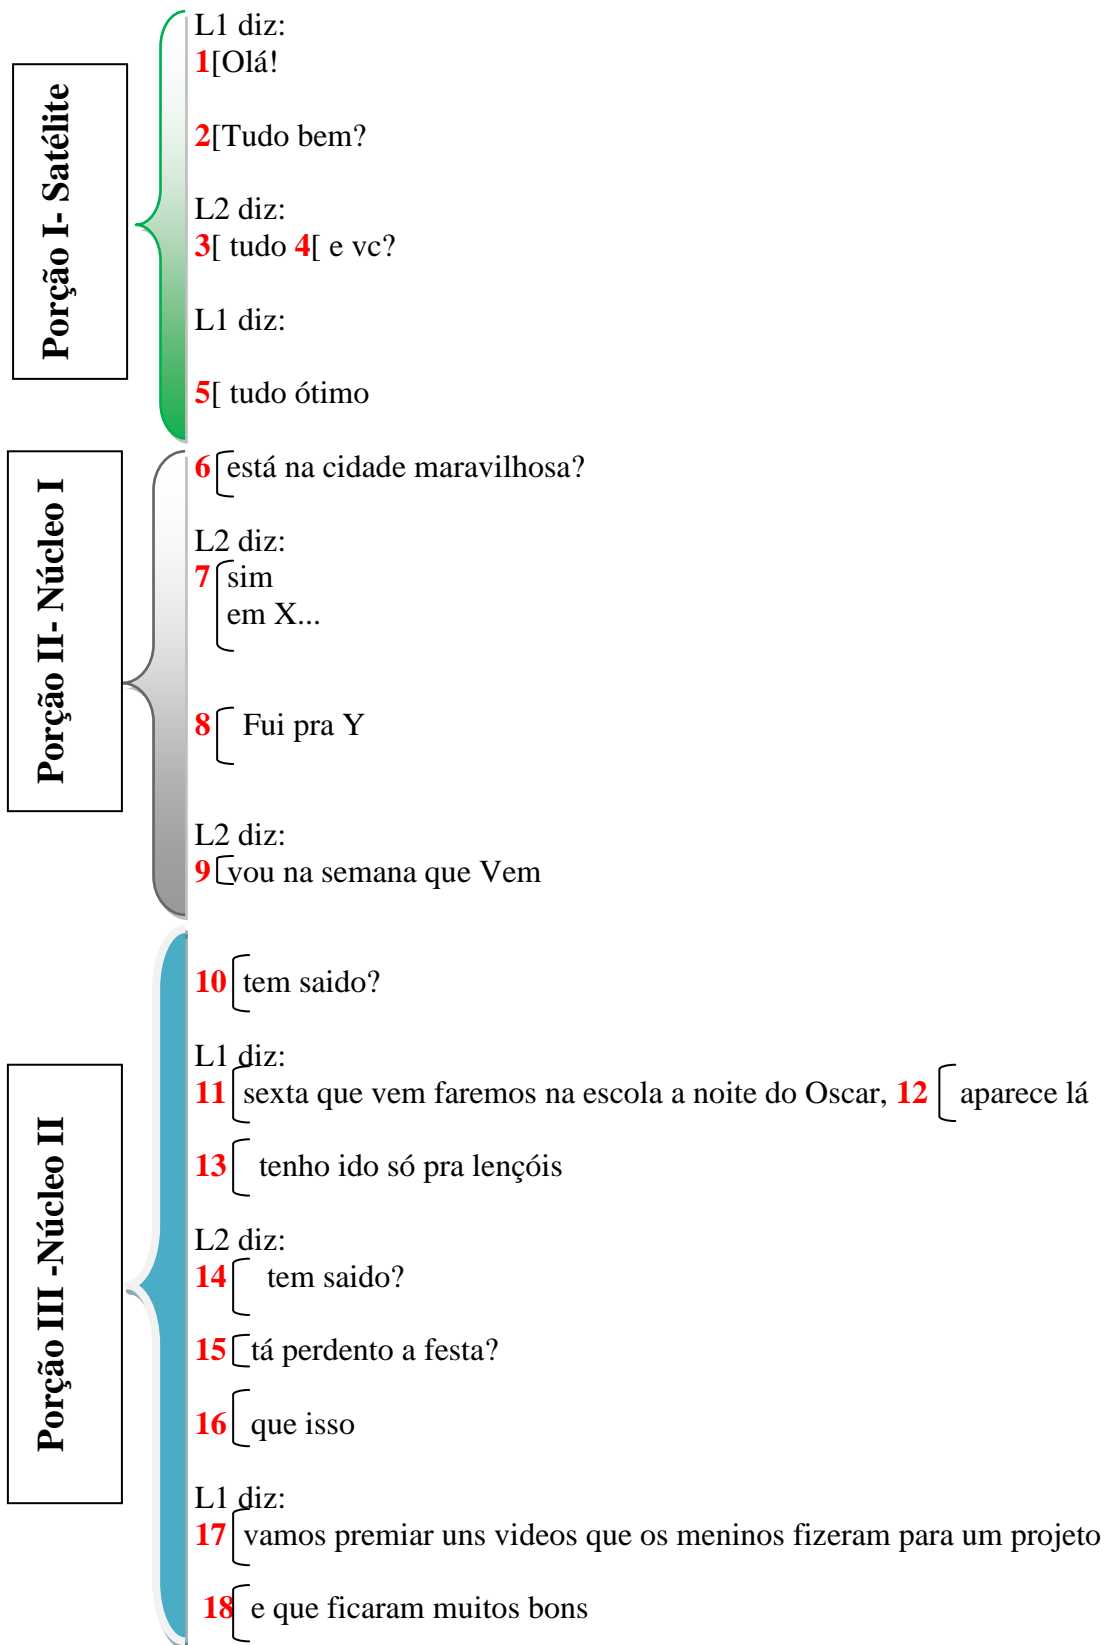 Porção I- Satélite
L1 diz:
1[Olá!
2[Tudo bem?
L2 diz:
3[ tudo 4[ e vc?
L1 diz:
5[ tudo ótimo
Porção II- Núcleo I
6 está na cidade maravilhosa?
L2 diz:
7 sim
em X...
8 Fui pra Y
L2 diz:
9 vou na semana que Vem
Porção III -Núcleo II
10 tem saido?
L1 diz:
11 sexta que vem faremos na escola a noite do Oscar, 12 aparece lá
13 tenho ido só pra lençóis
L2 diz:
14 tem saido?
15 tá perdento a festa?
16 que isso
L1 diz:
17 vamos premiar uns videos que os meninos fizeram para um projeto
18 e que ficaram muitos bons